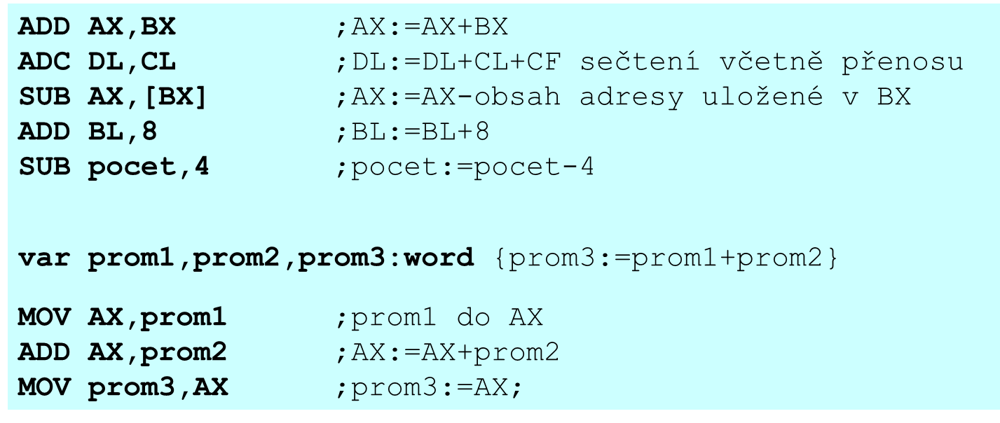 ADD AX,BX ;AX:=AX+BX
ADC DL,CL ;DL:=DL+CL+CF sečtení včetně přenosu
SUB AX,[BX] ;AX:=AX-obsah adresy uložené v BX
ADD BL,8 ;BL:=BL+8
SUB pocet,4 ;pocet:=pocet-4
var prom1,prom2,prom3:word {prom3:=prom1+prom2}
MOV AX,prom1 ;prom1 do AX
ADD AX,prom2 ;AX:=AX+prom2
MOV prom3,AX ;prom3:=AX;